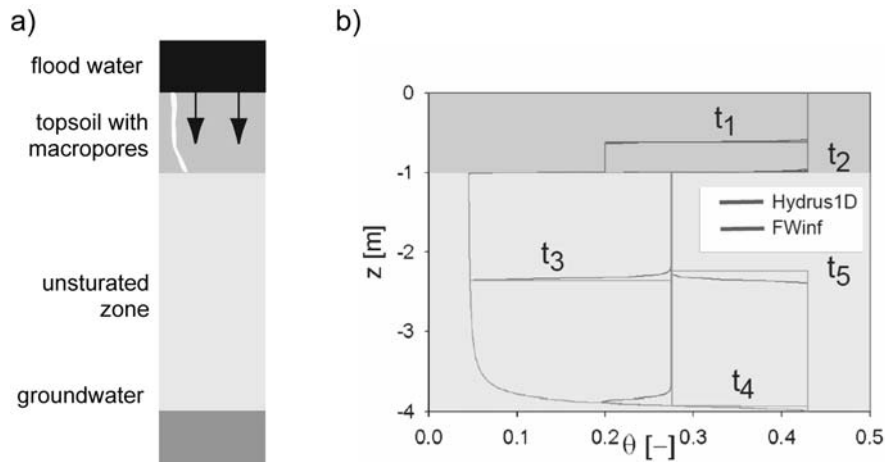 a)
flood water
topsoil with
macropores
unsturated
zone
groundwater
b)
0
-1
-2
-3
-4
z [m]
t1
t2
t3
t4
t5
Hydrus1D
FWinf
0.0
0.1
0.2
0.3
0.4
0.5
θ [–]